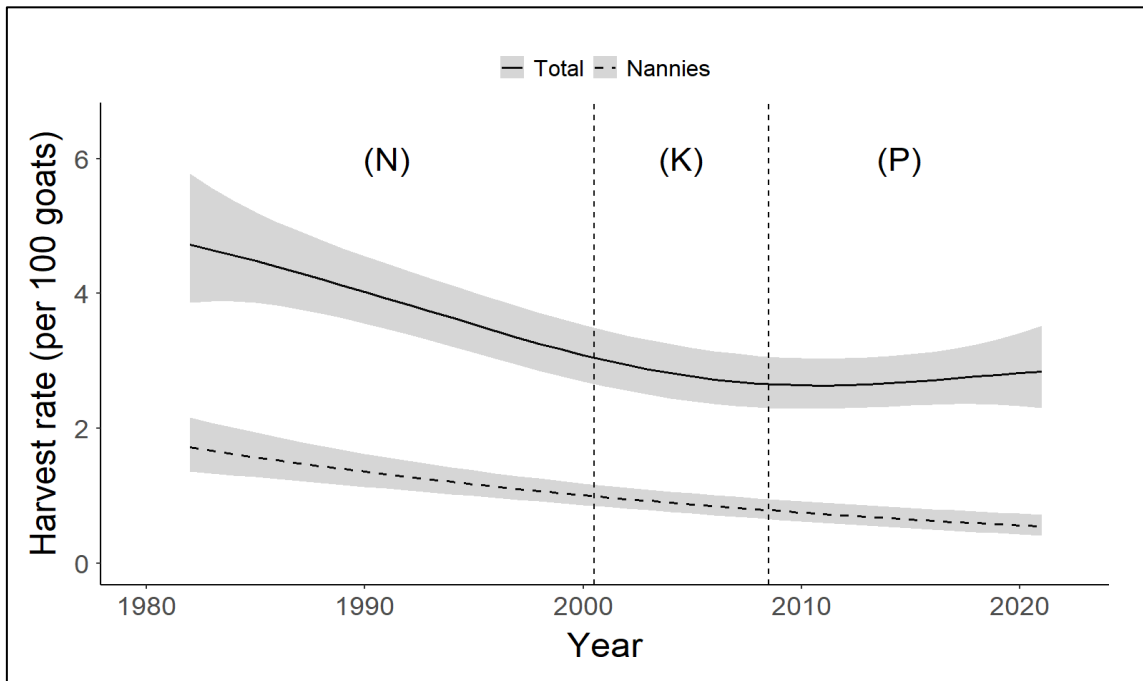 Total Nannies
(N) (K) (P)
Harvest rate (per 100 goats)
6
4
2
0
1980 1990 2000 2010 2020
Year